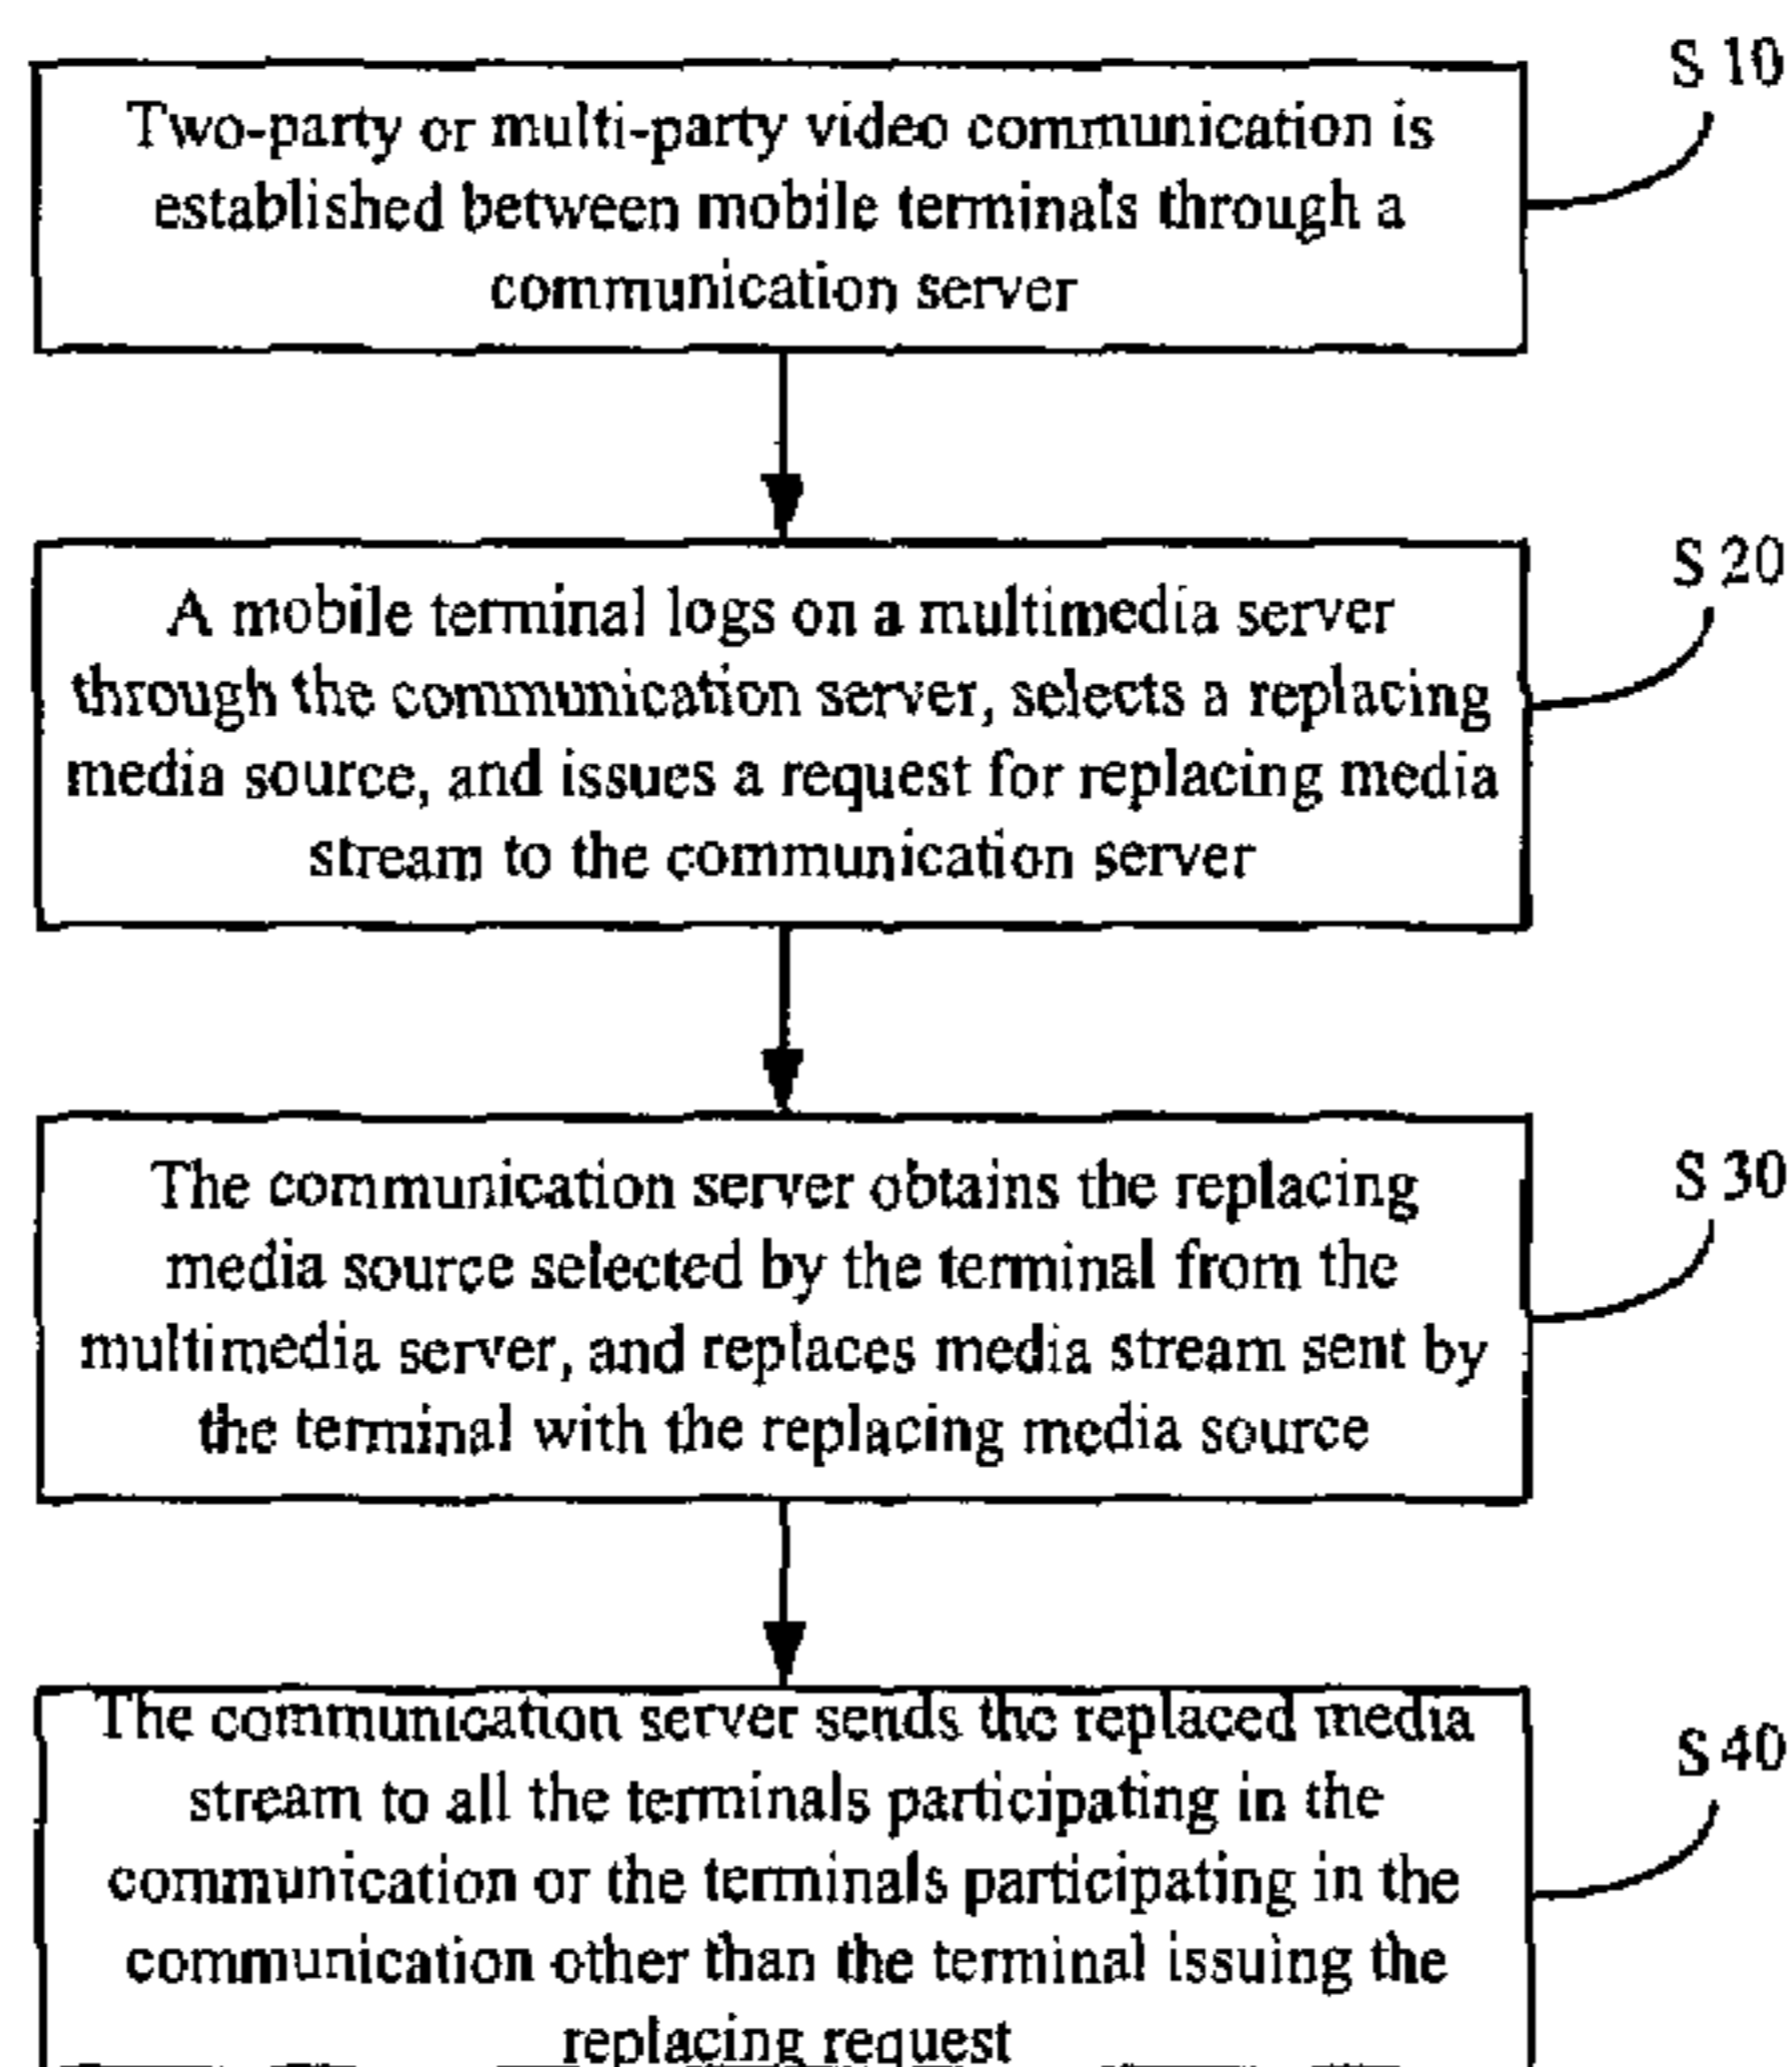 S 10
Two-party or multi-party video communication is
established between mobile terminals through a
communication server
S 20
A mobile terminal logs on a multimedia server
through the communication server, selects a replacing
media source, and issues a request for replacing media
stream to the communication server
S 30
The communication server obtains the replacing
media source selected by the terminal from the
multimedia server, and replaces media stream sent by
the terminal with the replacing media source
S 40
The communication server sends the replaced media
stream to all the terminals participating in the
communication or the terminals participating in the
communication other than the terminal issuing the
replacing request